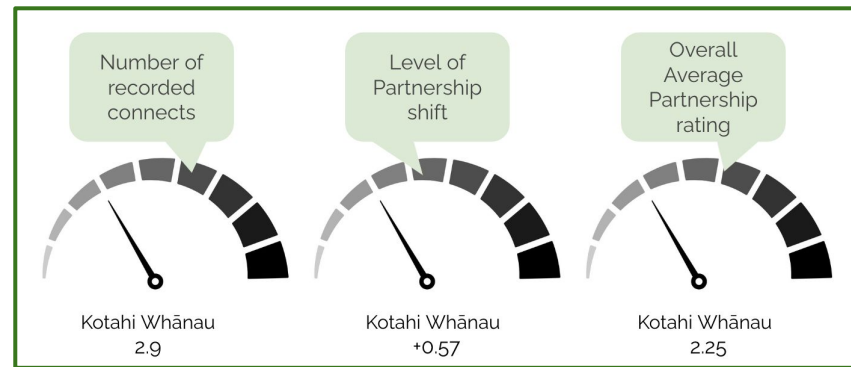 Number of
recorded
connects
Level of
Partnership
shift
Overall
Average
Partnership
rating
Kotahi Whānau
2.9
Kotahi Whānau
+0.57
Kotahi Whānau
2.25